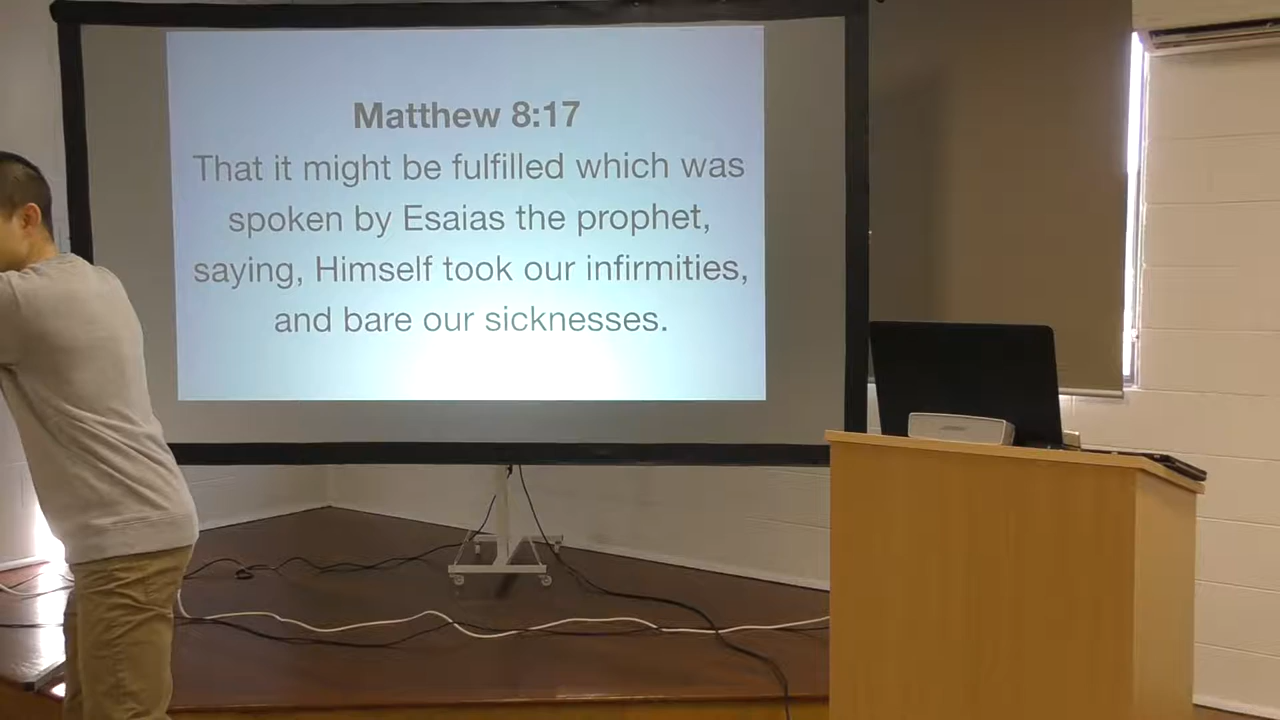 Matthew 8:17
That it might be fulfilled which was
spoken by Esaias the prophet,
saying, Himself took our infirmities,
and bare our sicknesses.